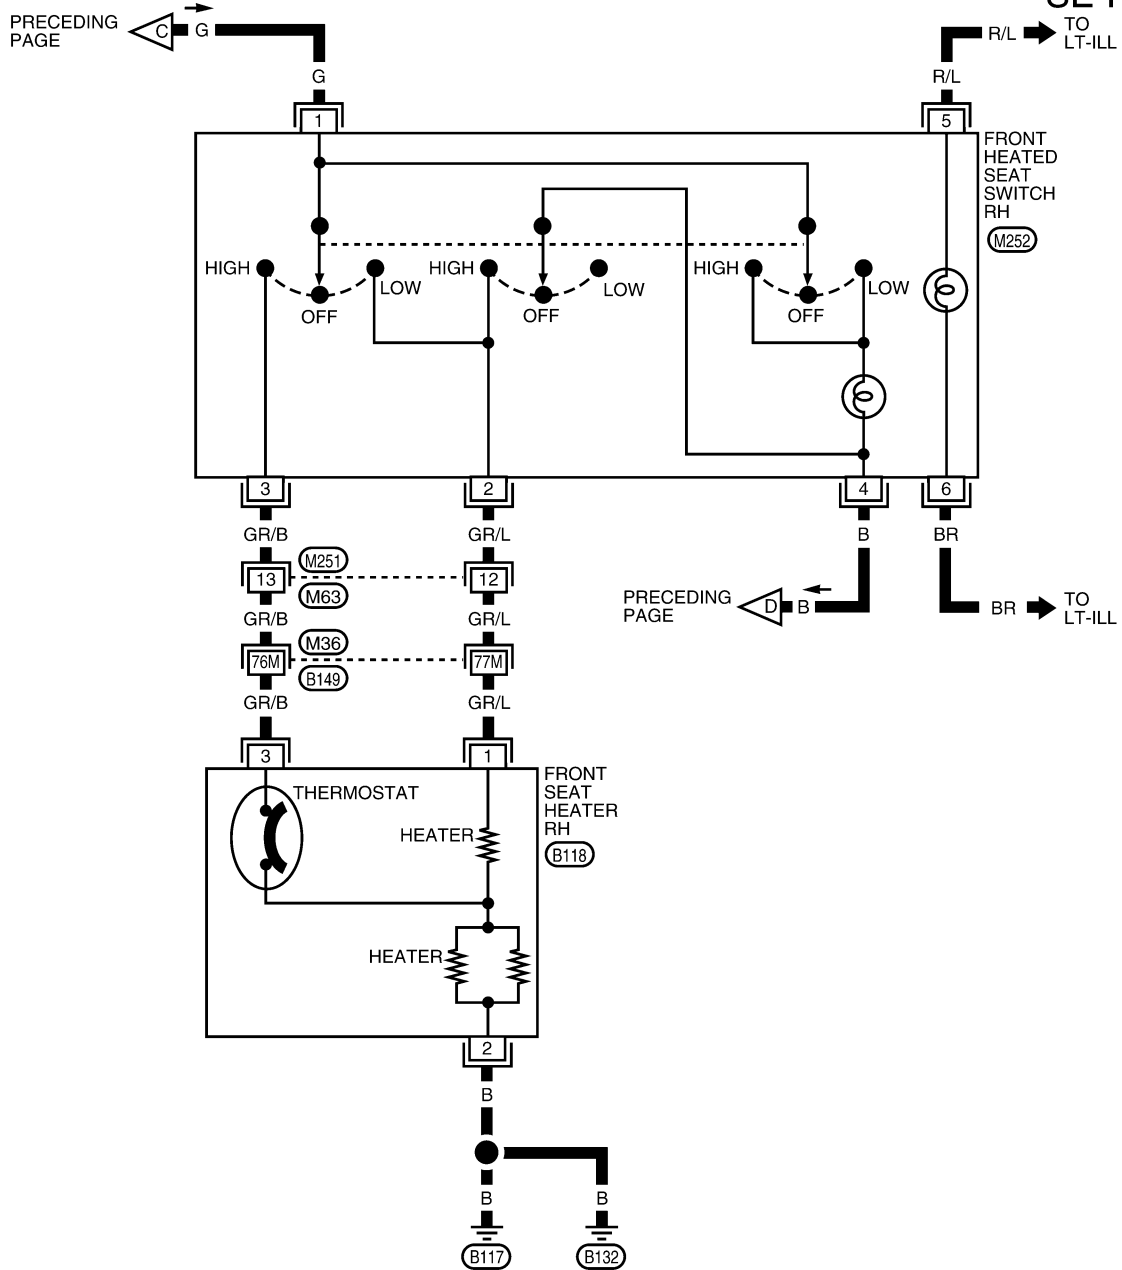 PRECEDING
PAGE
C
G
G
1
R/L
TO
LT-ILL
R/L
5
FRONT
HEATED
SEAT
SWITCH
RH
M252
HIGH
LOW
OFF
HIGH
LOW
OFF
HIGH
LOW
OFF
3
2
4
6
GR/B
GR/L
B
BR
M251
13
12
M63
PRECEDING
PAGE
D
B
BR
TO
LT-ILL
GR/B
GR/L
M36
76M
77M
B149
GR/B
GR/L
3
1
FRONT
SEAT
HEATER
RH
B118
THERMOSTAT
HEATER
HEATER
2
B
B
B
B117
B132